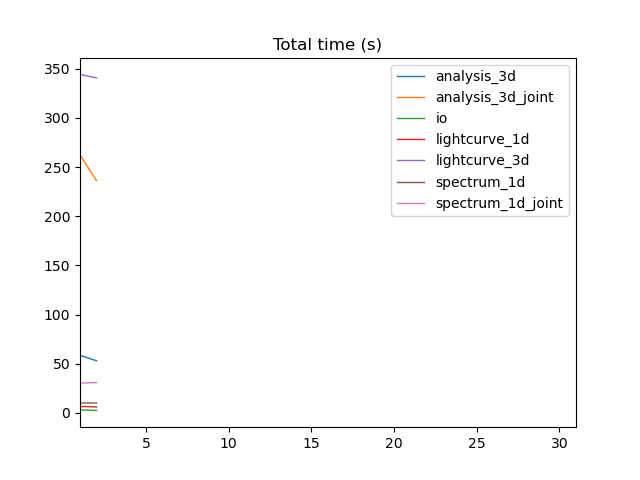 Total time (s)
350
300
250
200
150
100
50
0
analysis_3d
analysis_3d_joint
io
lightcurve_1d
lightcurve_3d
spectrum_1d
spectrum_1d_joint
5 10 15 20 25 30